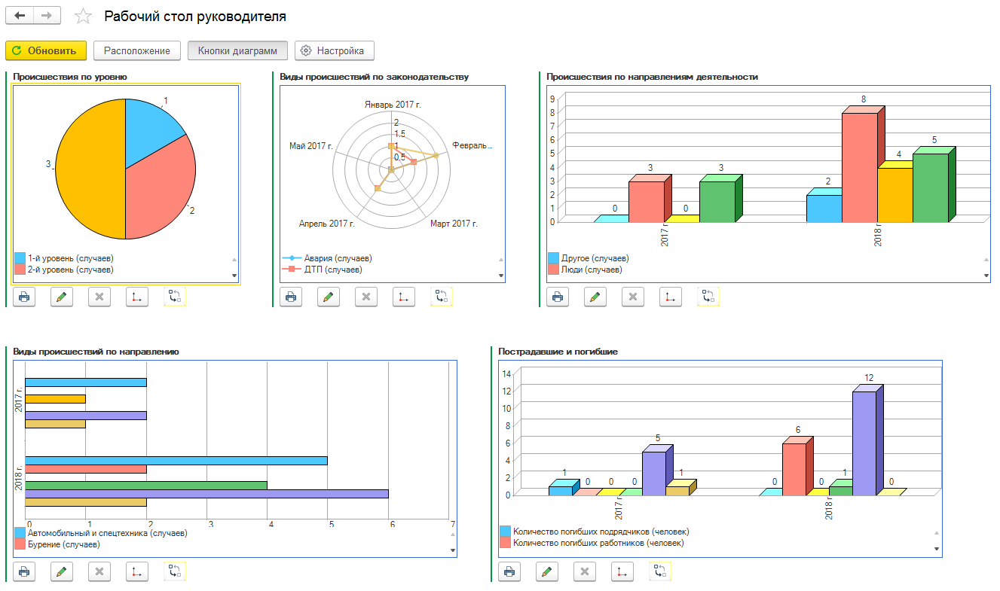 Рабочий стол руководителя
Обновить Расположение Кнопки диаграмм Настройка
Происшествия по уровню
1
2
3
1-й уровень (случаев)
2-й уровень (случаев)
Виды происшествий по законодательству
Январь 2017 г.
Февраль...
Март 2017 г.
Апрель 2017 г.
Май 2017 г.
2
1.5
1
0.5
Авария (случаев)
ДТП (случаев)
Происшествия по направлениям деятельности
9
8
7
6
5
4
3
2
1
0
0 3 0 3
2 8 4 5
2017 г
2018 г
Другое (случаев)
Люди (случаев)
Виды происшествий по направлению
2017 г.
2018 г.
0 1 2 3 4 5 6 7
Автомобильный и спецтехника (случаев)
Бурение (случаев)
Пострадавшие и погибшие
14
12
10
8
6
4
2
0
1 0 0 0 5 1
0 6 0 1 12 0
2017 г
2018 г
Количество погибших подрядчиков (человек)
Количество погибших работников (человек)